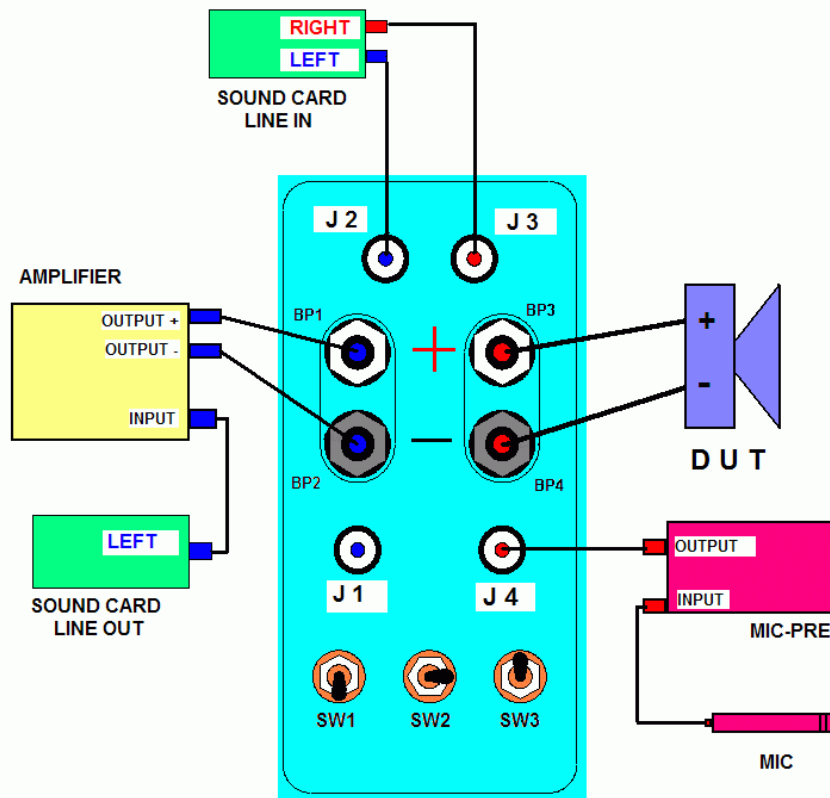 RIGHT
LEFT
SOUND CARD
LINE IN
J 2
J 3
AMPLIFIER
OUTPUT +
OUTPUT -
INPUT
BP1
BP3
+
+
-
BP2
BP4
D U T
LEFT
SOUND CARD
LINE OUT
J 1
J 4
OUTPUT
INPUT
MIC-PRE
SW1
SW2
SW3
MIC